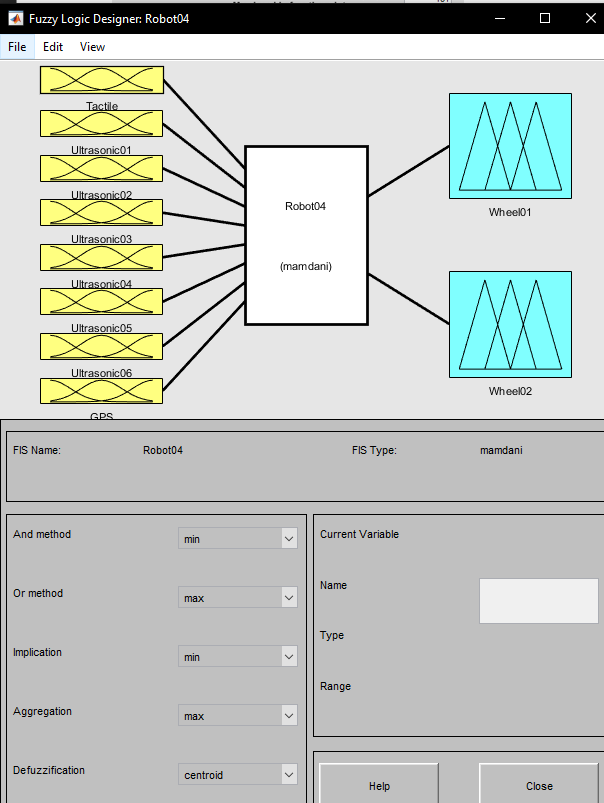 Fuzzy Logic Designer: Robot04
File Edit View
Tactile
Ultrasonic01
Ultrasonic02
Ultrasonic03
Ultrasonic04
Ultrasonic05
Ultrasonic06
GPS
Robot04
(mamdani)
Wheel01
Wheel02
FIS Name: Robot04 FIS Type: mamdani
And method min
Or method max
Implication min
Aggregation max
Defuzzification centroid
Current Variable
Name
Type
Range
Help Close